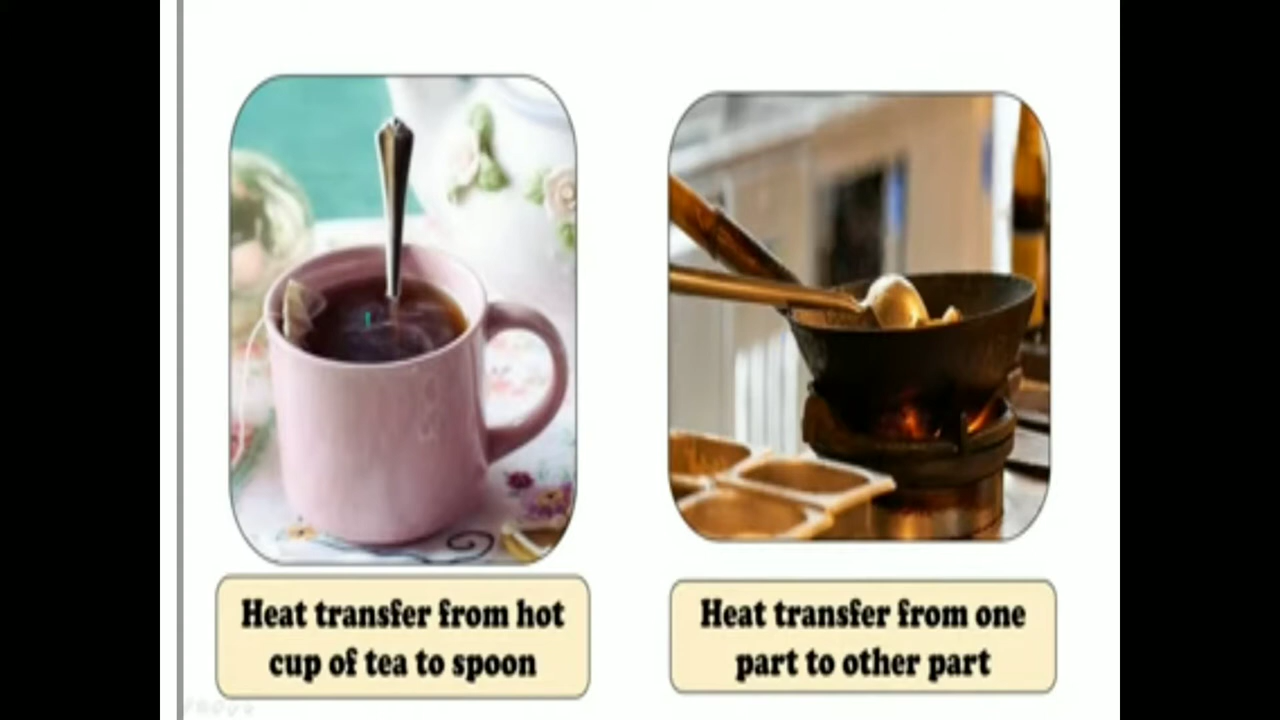 Heat transfer from hot
cup of tea to spoon
Heat transfer from one
part to other part